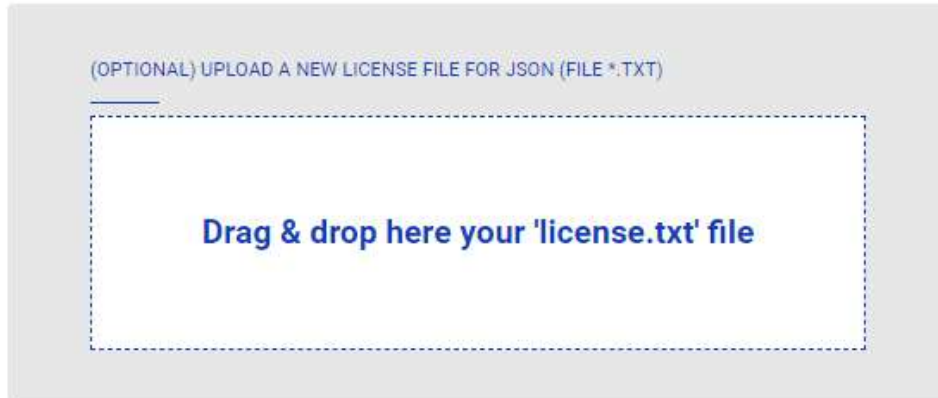 (OPTIONAL) UPLOAD A NEW LICENSE FILE FOR JSON (FILE *.TXT)
Drag & drop here your 'license.txt' file